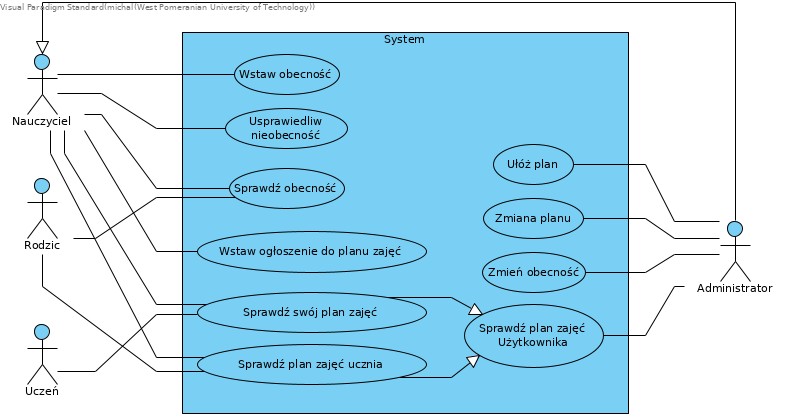 Visual Paradigm Standard(michal(West Pomeranian University of Technology))
System
Wstaw obecność
Nauczyciel
Usprawiedliw
nieobecność
Ułóż plan
Sprawdź obecność
Zmiana planu
Rodzic
Wstaw ogłoszenie do planu zajęć
Zmień obecność
Administrator
Sprawdź swój plan zajęć
Sprawdź plan zajęć
Użytkownika
Sprawdź plan zajęć ucznia
Uczeń